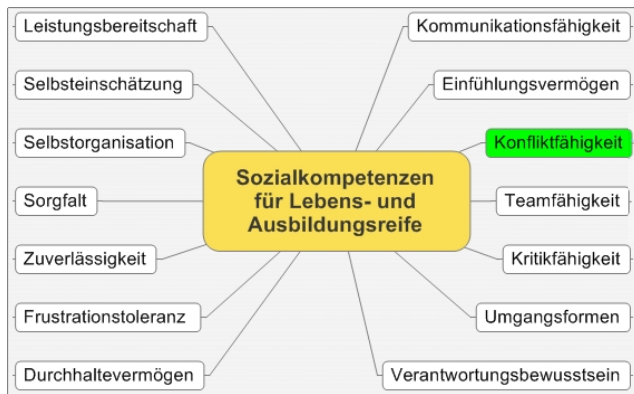 Leistungsbereitschaft
Kommunikationsfähigkeit
Selbsteinschätzung
Einfühlungsvermögen
Selbstorganisation
Konfliktfähigkeit
Sozialkompetenzen
für Lebens- und
Ausbildungsreife
Sorgfalt
Teamfähigkeit
Zuverlässigkeit
Kritikfähigkeit
Frustrationstoleranz
Umgangsformen
Durchhaltevermögen
Verantwortungsbewusstsein